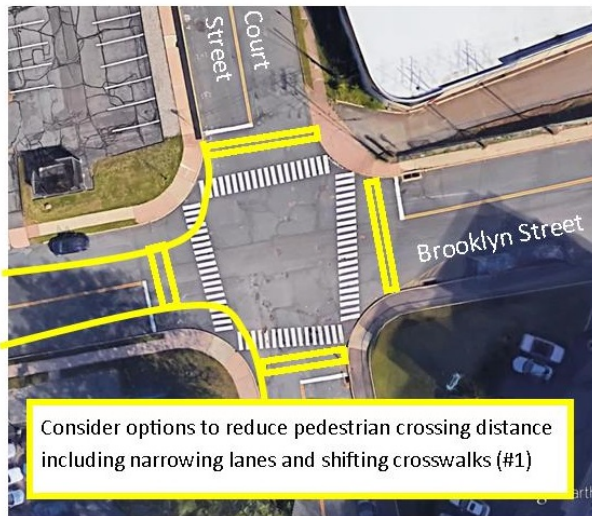 Court
Street
Brooklyn Street
Consider options to reduce pedestrian crossing distance
including narrowing lanes and shifting crosswalks (#1)